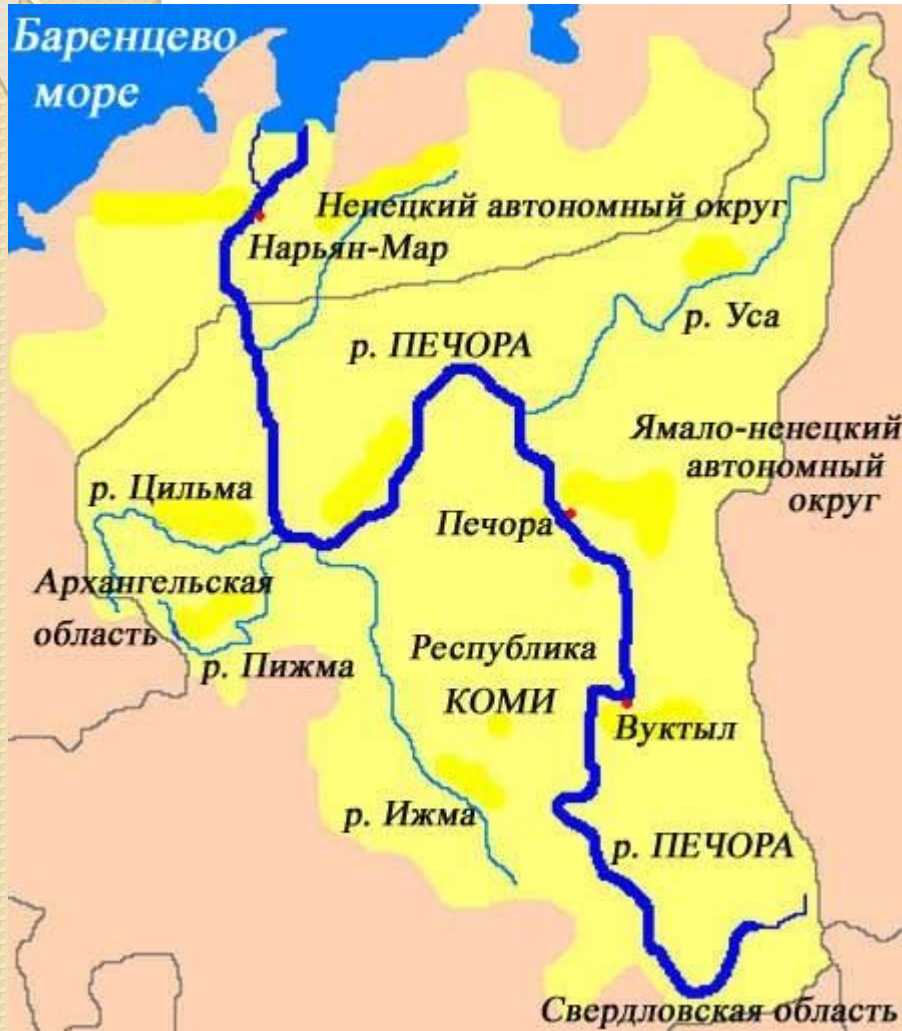 Баренцево
море
Ненецкий автономный округ
Нарьян-Мар
р. Уса
р. ПЕЧОРА
Ямало-ненецкий
автономный
округ
р. Цильма
Печора
Архангельская
область
р. Пижма
Республика
КОМИ
Вуктыл
р. Ижма
р. ПЕЧОРА
Свердловская область